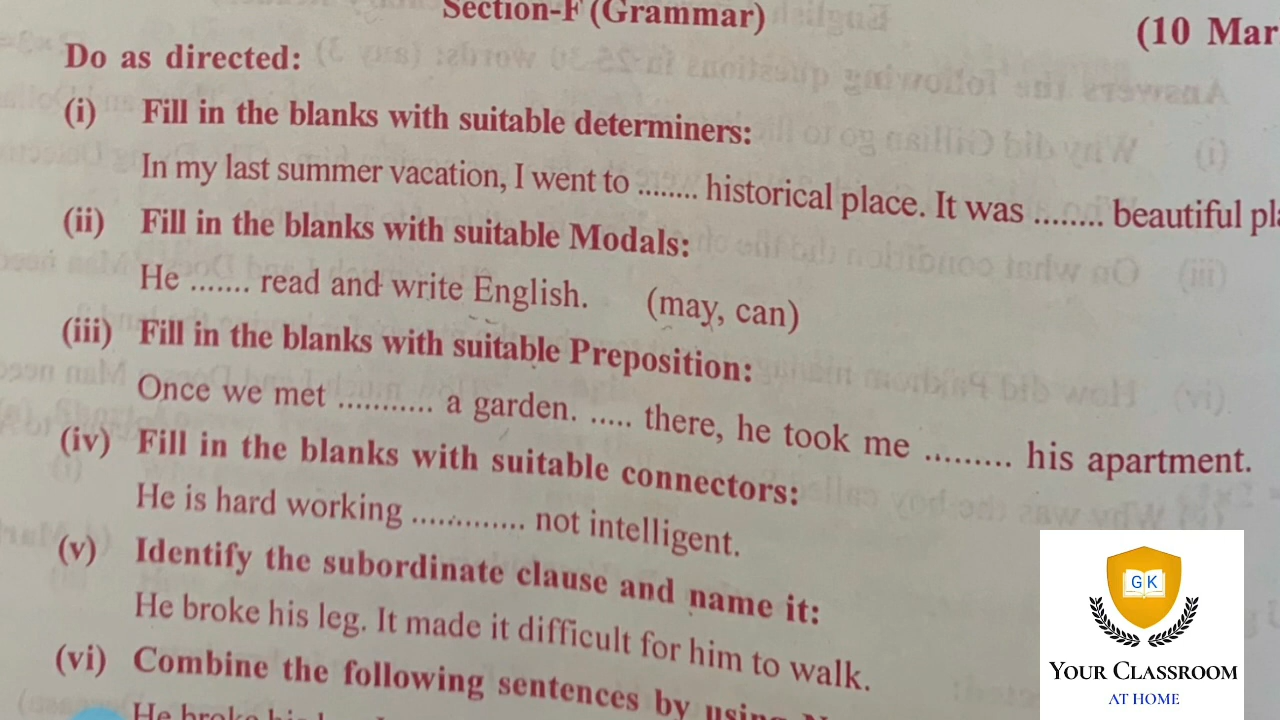 Section-F (Grammar)
(10 Mar
Do as directed:
(i) Fill in the blanks with suitable determiners:
In my last summer vacation, I went to ........ historical place. It was ........ beautiful pl
(ii) Fill in the blanks with suitable Modals:
He ....... read and write English. (may, can)
(iii) Fill in the blanks with suitable Preposition:
Once we met ........... a garden. ..... there, he took me ......... his apartment.
(iv) Fill in the blanks with suitable connectors:
He is hard working ............. not intelligent.
(v) Identify the subordinate clause and name it:
He broke his leg. It made it difficult for him to walk.
(vi) Combine the following sentences by using
He broke his
GK
YOUR CLASSROOM
AT HOME